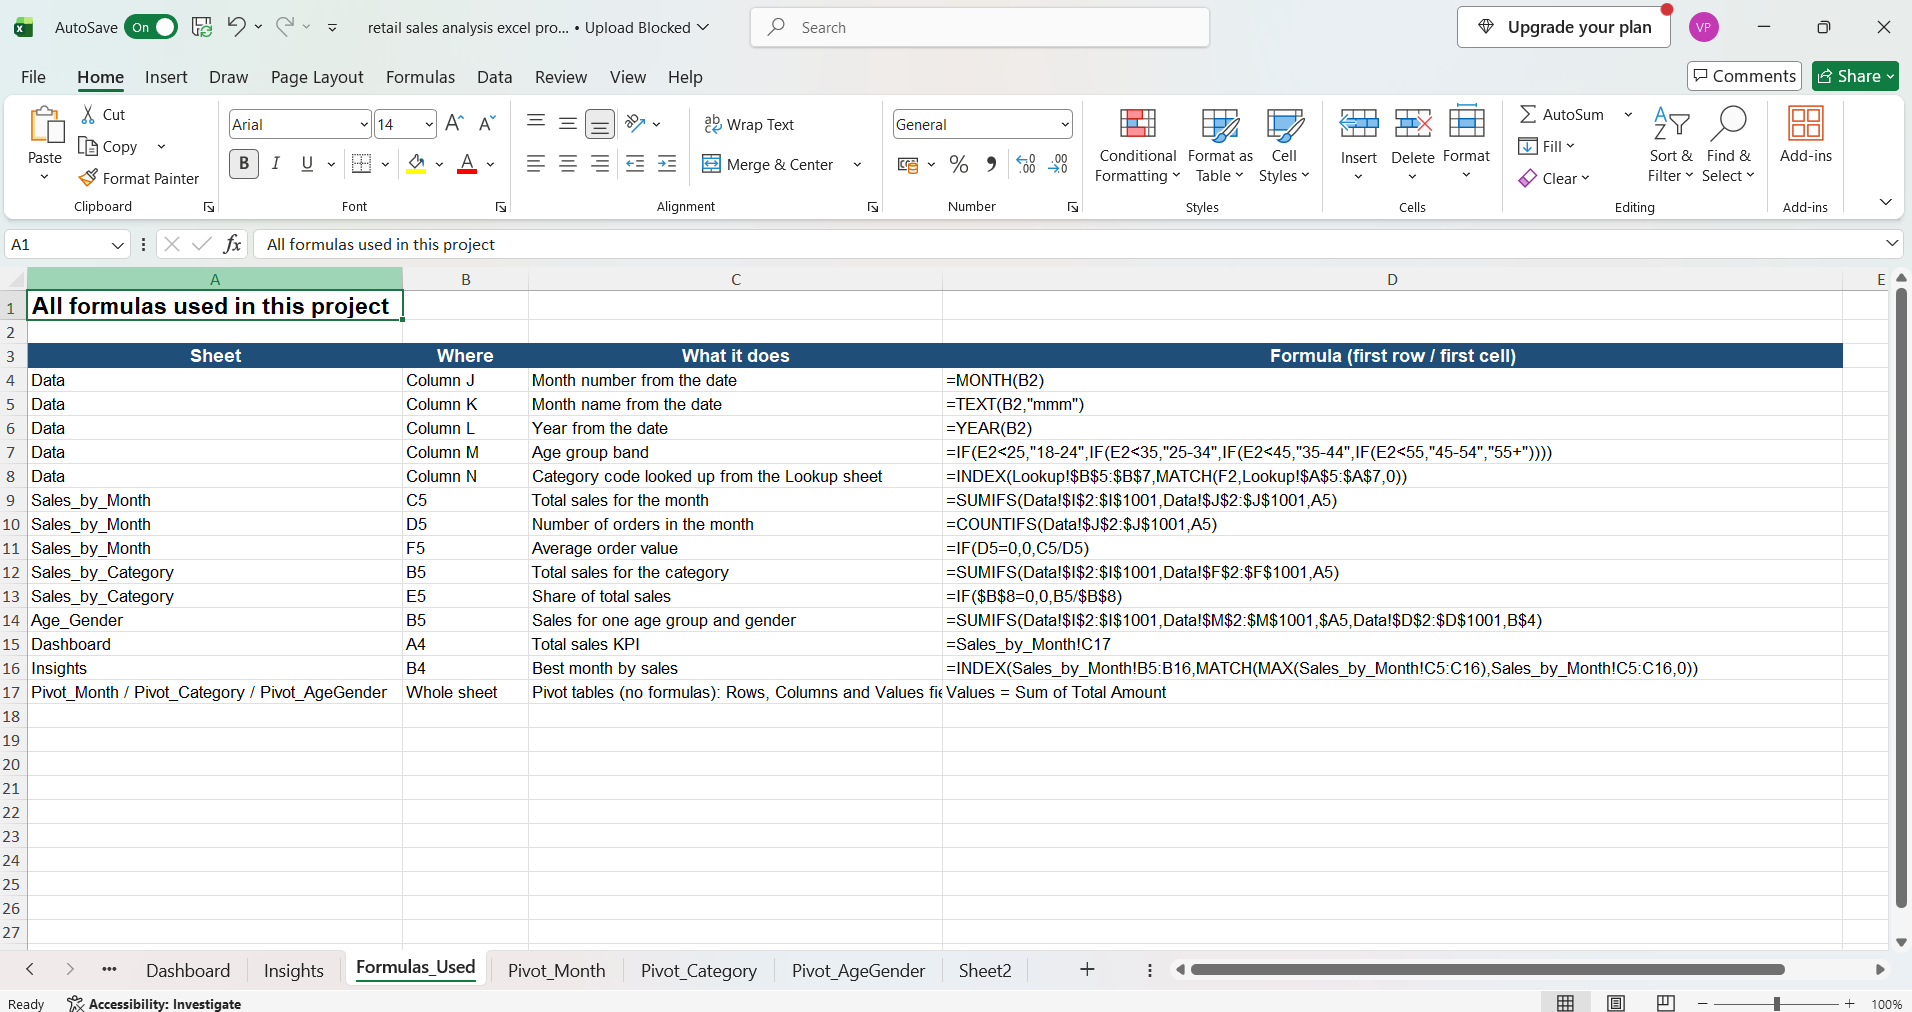 AutoSave On retail sales analysis excel pro... • Upload Blocked Search Upgrade your plan VP
File Home Insert Draw Page Layout Formulas Data Review View Help Comments Share
Paste Cut Copy Format Painter Clipboard
Arial 14 A A B I U A Font
ab Wrap Text Merge & Center Alignment
General % 9 .00 .00 Number
Conditional Formatting Format as Table Cell Styles Styles
Insert Delete Format Cells
AutoSum Fill Clear Sort & Filter Find & Select Editing
Add-ins Add-ins
A1 fx All formulas used in this project
A B C D E
1 All formulas used in this project
2
3 Sheet Where What it does Formula (first row / first cell)
4 Data Column J Month number from the date =MONTH(B2)
5 Data Column K Month name from the date =TEXT(B2,"mmm")
6 Data Column L Year from the date =YEAR(B2)
7 Data Column M Age group band =IF(E2<25,"18-24",IF(E2<35,"25-34",IF(E2<45,"35-44",IF(E2<55,"45-54","55+"))))
8 Data Column N Category code looked up from the Lookup sheet =INDEX(Lookup!$B$5:$B$7,MATCH(F2,Lookup!$A$5:$A$7,0))
9 Sales_by_Month C5 Total sales for the month =SUMIFS(Data!$I$2:$I$1001,Data!$J$2:$J$1001,A5)
10 Sales_by_Month D5 Number of orders in the month =COUNTIFS(Data!$J$2:$J$1001,A5)
11 Sales_by_Month F5 Average order value =IF(D5=0,0,C5/D5)
12 Sales_by_Category B5 Total sales for the category =SUMIFS(Data!$I$2:$I$1001,Data!$F$2:$F$1001,A5)
13 Sales_by_Category E5 Share of total sales =IF($B$8=0,0,B5/$B$8)
14 Age_Gender B5 Sales for one age group and gender =SUMIFS(Data!$I$2:$I$1001,Data!$M$2:$M$1001,$A5,Data!$D$2:$D$1001,B$4)
15 Dashboard A4 Total sales KPI =Sales_by_Month!C17
16 Insights B4 Best month by sales =INDEX(Sales_by_Month!B5:B16,MATCH(MAX(Sales_by_Month!C5:C16),Sales_by_Month!C5:C16,0))
17 Pivot_Month / Pivot_Category / Pivot_AgeGender Whole sheet Pivot tables (no formulas): Rows, Columns and Values fie Values = Sum of Total Amount
18
19
20
21
22
23
24
25
26
27
Dashboard Insights Formulas_Used Pivot_Month Pivot_Category Pivot_AgeGender Sheet2
Ready Accessibility: Investigate 100%